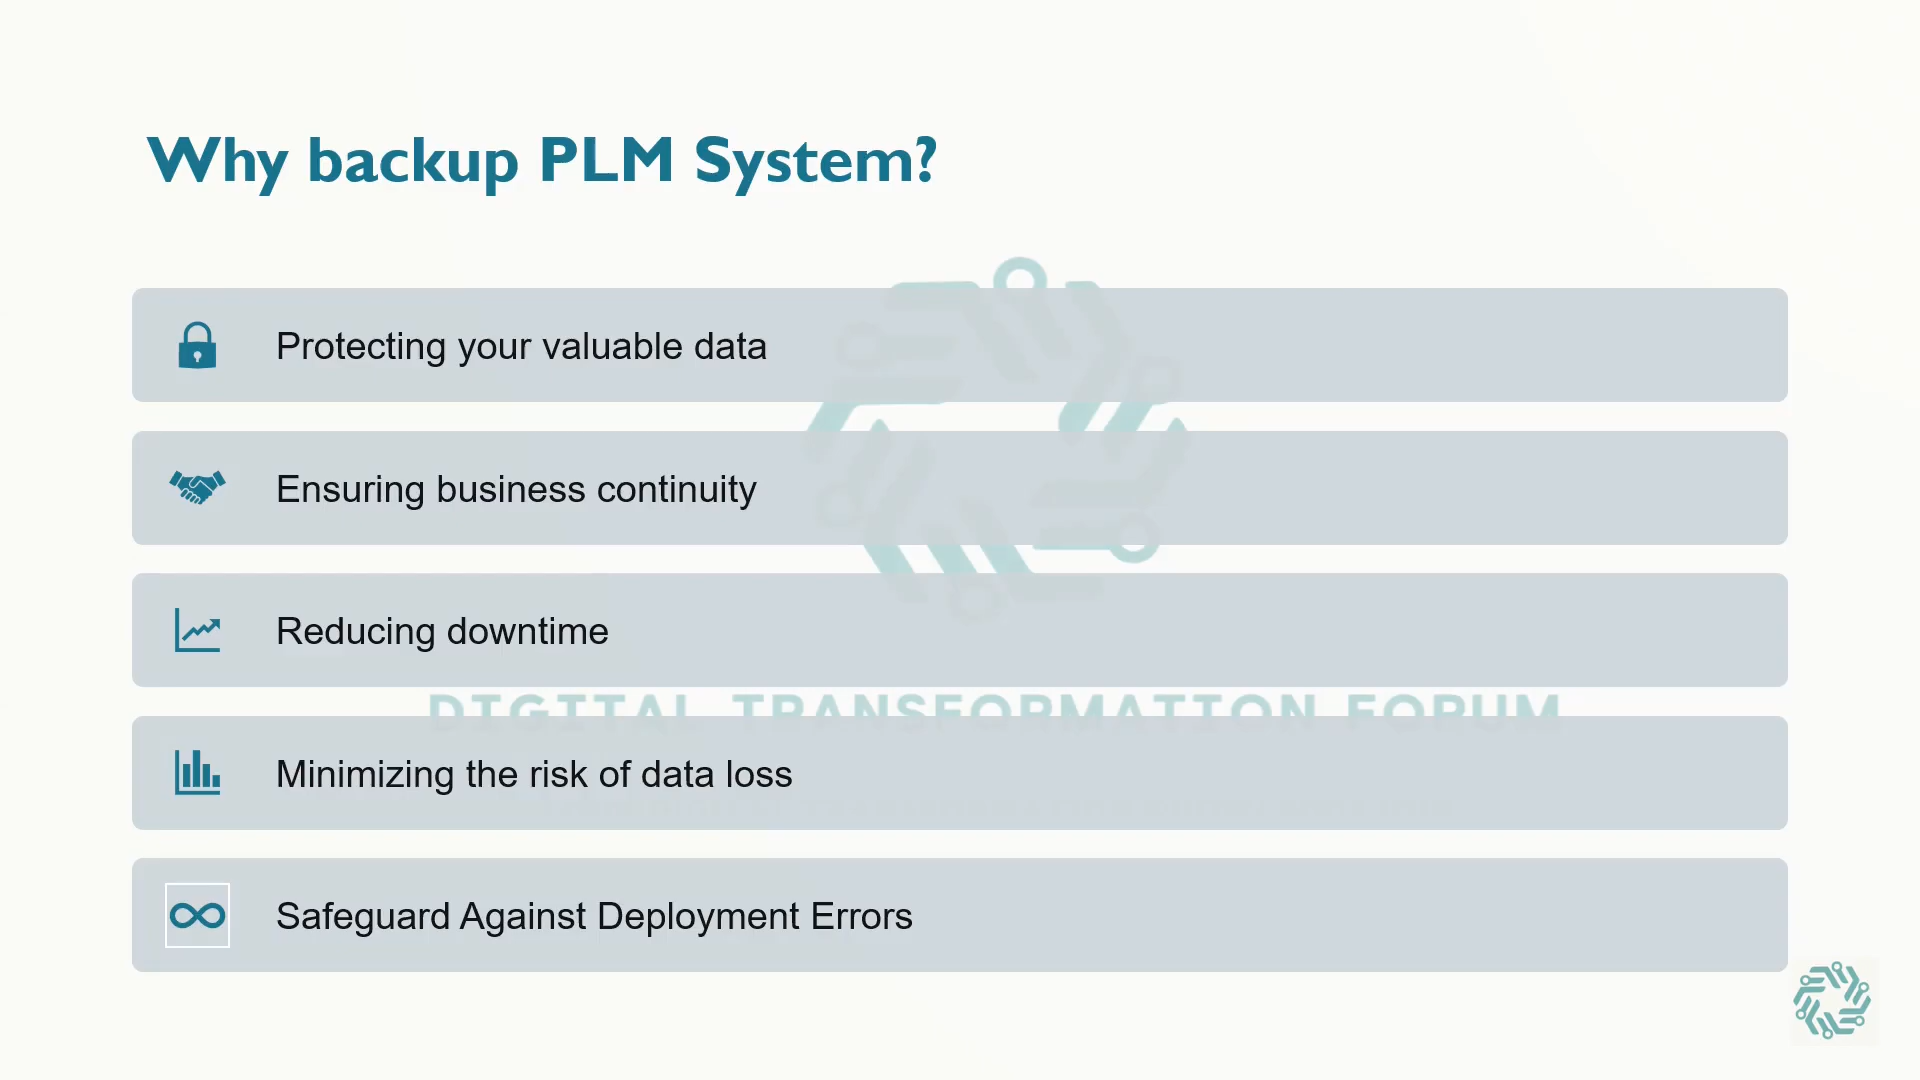 Why backup PLM System?
Protecting your valuable data
Ensuring business continuity
Reducing downtime
DIGITAL TRANSFORMATION FORUM
Minimizing the risk of data loss
Safeguard Against Deployment Errors